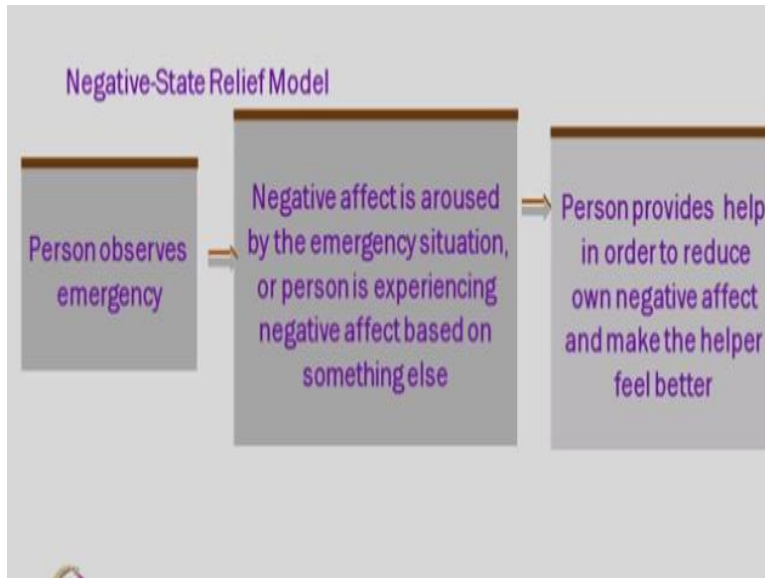 Negative-State Relief Model
Person observes
emergency
Negative affect is aroused
by the emergency situation,
or person is experiencing
negative affect based on
something else
Person provides help
in order to reduce
own negative affect
and make the helper
feel better